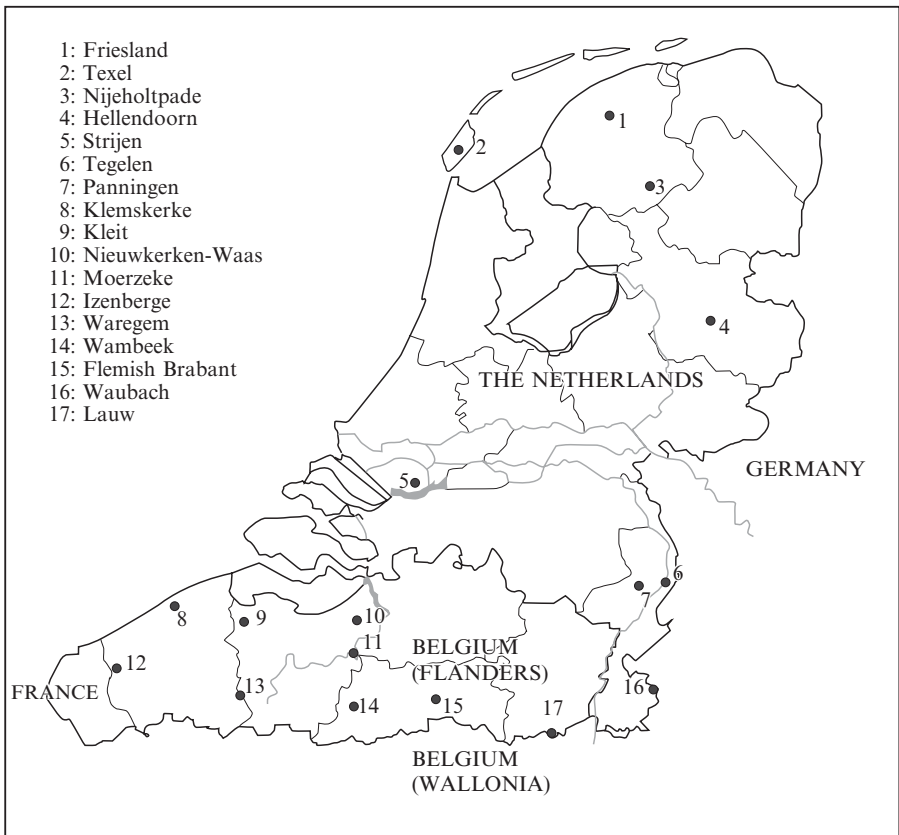 1: Friesland
2: Texel
3: Nijeholtpade
4: Hellendoorn
5: Strijen
6: Tegelen
7: Panningen
8: Klemskerke
9: Kleit
10: Nieuwkerken-Waas
11: Moerzeke
12: Izenberge
13: Waregem
14: Wambeek
15: Flemish Brabant
16: Waubach
17: Lauw
1
2
3
4
THE NETHERLANDS
GERMANY
5
6
7
8
9
10
11
BELGIUM
(FLANDERS)
12
FRANCE
13
14
15
16
17
BELGIUM
(WALLONIA)